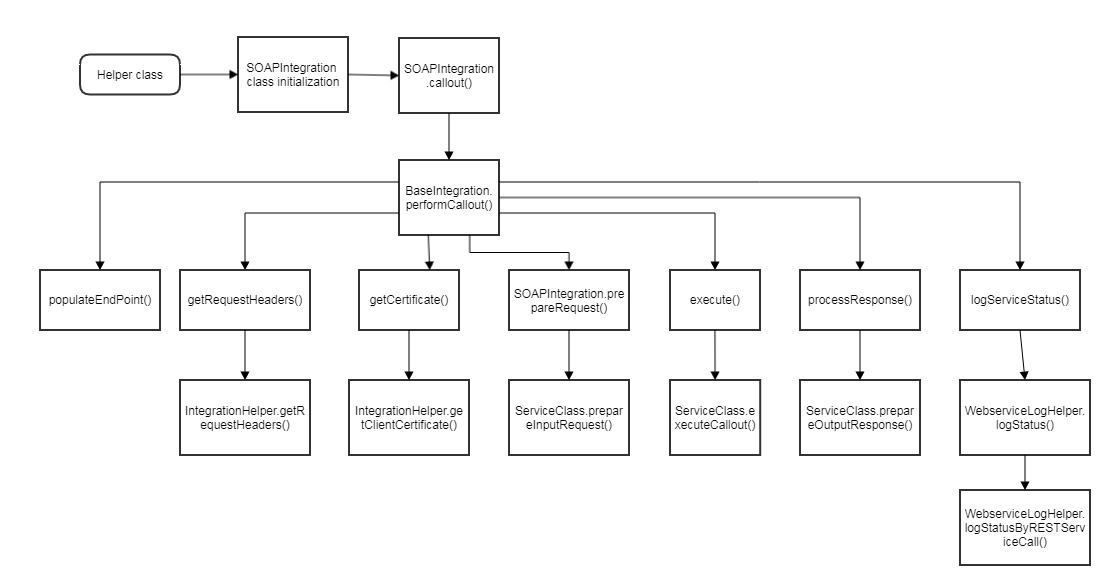 Helper class
SOAPIntegration
class initialization
SOAPIntegration
.callout()
BaseIntegration.
performCallout()
populateEndPoint()
getRequestHeaders()
getCertificate()
SOAPIntegration.pre
pareRequest()
execute()
processResponse()
logServiceStatus()
IntegrationHelper.getR
equestHeaders()
IntegrationHelper.ge
tClientCertificate()
ServiceClass.prepar
eInputRequest()
ServiceClass.e
xecuteCallout()
ServiceClass.prepar
eOutputResponse()
WebserviceLogHelper.
logStatus()
WebserviceLogHelper.
logStatusByRESTServ
iceCall()